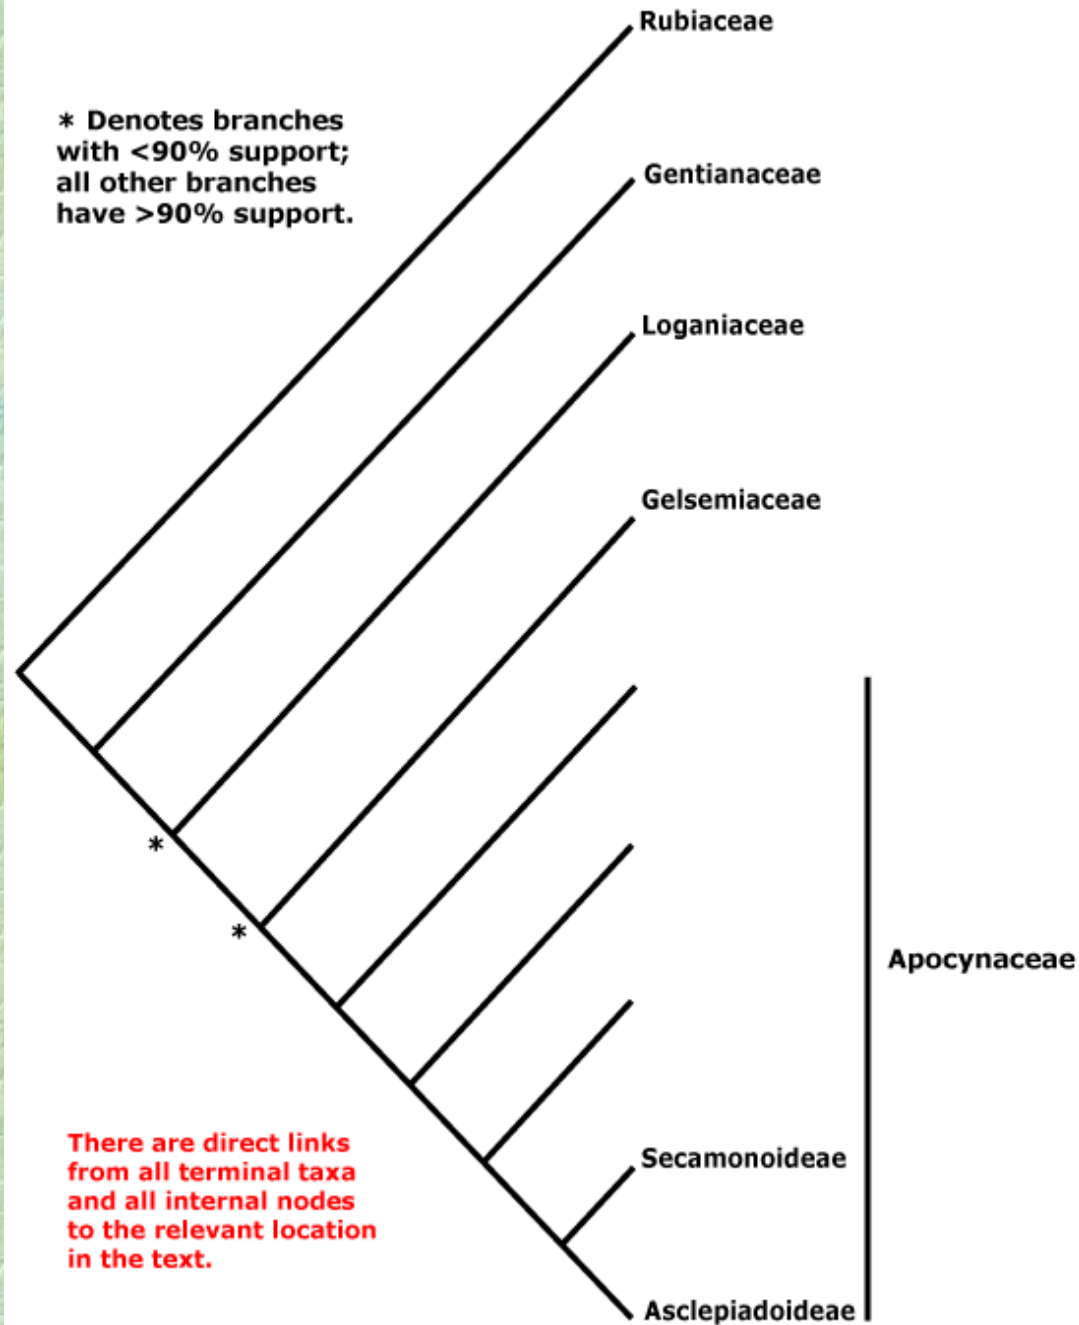 Rubiaceae
* Denotes branches
with <90% support;
all other branches
have >90% support.
Gentianaceae
Loganiaceae
Gelsemiaceae
*
*
Apocynaceae
There are direct links
from all terminal taxa
and all internal nodes
to the relevant location
in the text.
Secamonoideae
Asclepiadoideae